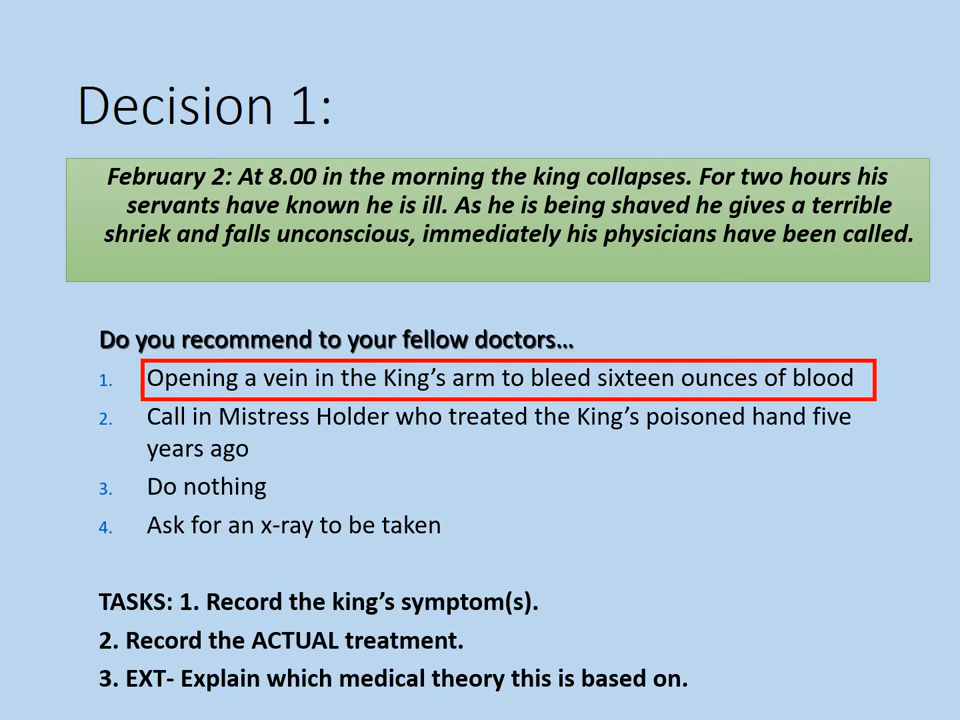 Decision 1:
February 2: At 8.00 in the morning the king collapses. For two hours his
servants have known he is ill. As he is being shaved he gives a terrible
shriek and falls unconscious, immediately his physicians have been called.
Do you recommend to your fellow doctors…
1. Opening a vein in the King’s arm to bleed sixteen ounces of blood
2. Call in Mistress Holder who treated the King’s poisoned hand five
years ago
3. Do nothing
4. Ask for an x-ray to be taken
TASKS: 1. Record the king’s symptom(s).
2. Record the ACTUAL treatment.
3. EXT- Explain which medical theory this is based on.